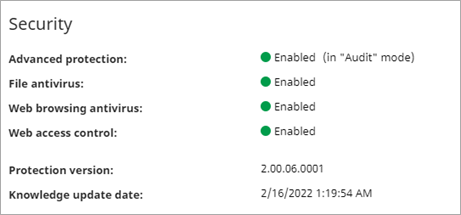 Security
Advanced protection: Enabled (in "Audit" mode)
File antivirus: Enabled
Web browsing antivirus: Enabled
Web access control: Enabled
Protection version: 2.00.06.0001
Knowledge update date: 2/16/2022 1:19:54 AM